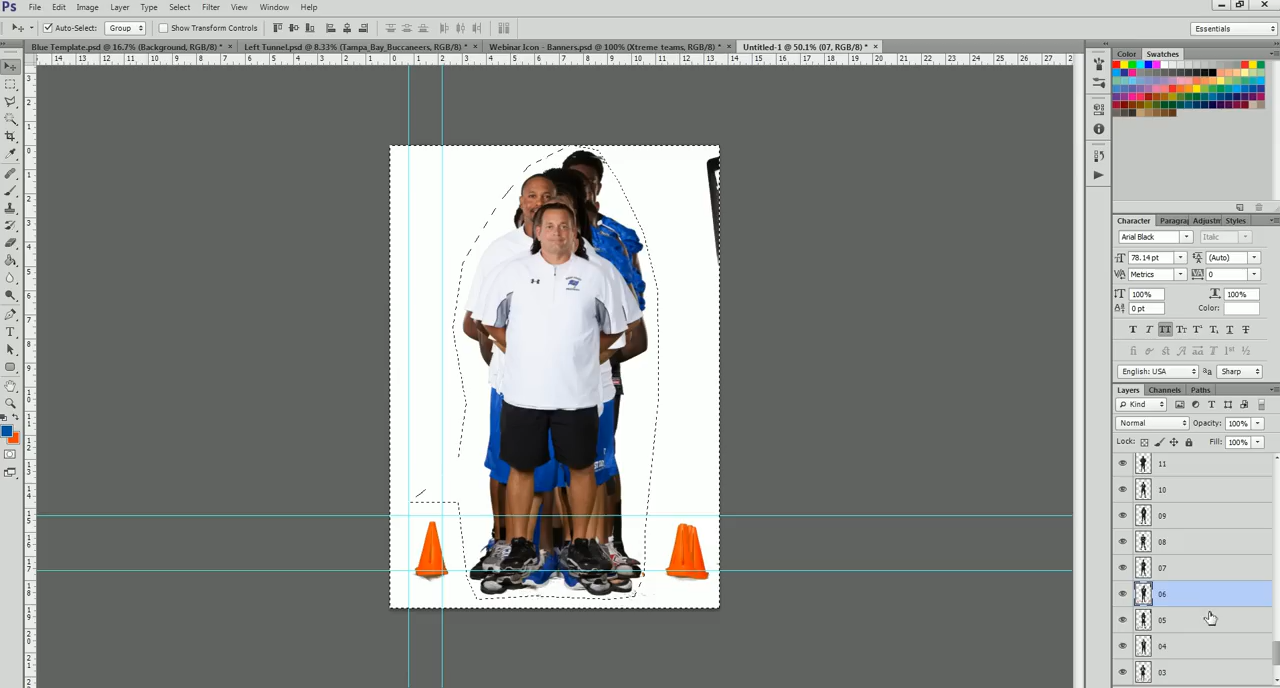 Ps File Edit Image Layer Type Select Filter View Window Help
Auto-Select: Group Show Transform Controls Essentials
Blue Template.psd @ 16.7% (Background, RGB/8) * × Left Tunnel.psd @ 8.33% (Tampa_Bay_Buccaneers, RGB/8) * × Webinar Icon - Banners.psd @ 100% (Xtreme teams, RGB/8) * × Untitled-1 @ 50.1% (07, RGB/8) * ×
Color Swatches
Character Paragra Adjustm Styles
Arial Black Italic
78.14 pt (Auto)
Metrics 0
100% 100%
0 pt Color:
English: USA Sharp
Layers Channels Paths
Kind
Normal Opacity: 100%
Lock: Fill: 100%
11
10
09
08
07
06
05
04
03